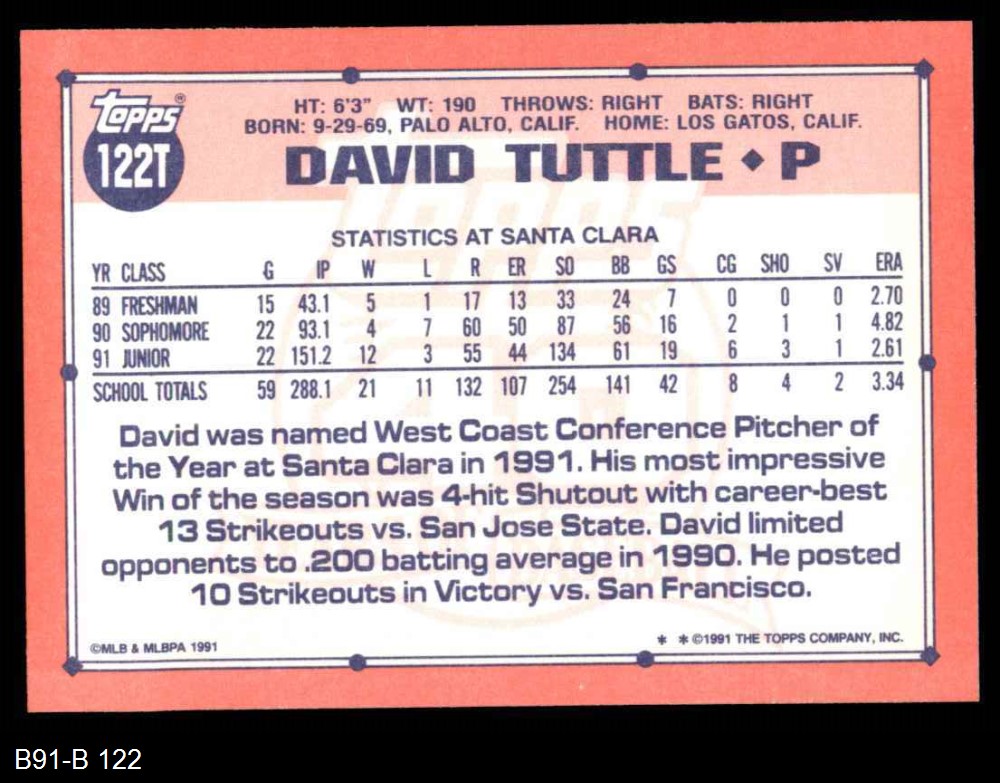 Topps®
122T
HT: 6'3" WT: 190 THROWS: RIGHT BATS: RIGHT
BORN: 9-29-69, PALO ALTO, CALIF. HOME: LOS GATOS, CALIF.
DAVID TUTTLE ◆ P
STATISTICS AT SANTA CLARA
YR CLASS G IP W L R ER SO BB GS CG SHO SV ERA
89 FRESHMAN 15 43.1 5 1 17 13 33 24 7 0 0 0 2.70
90 SOPHOMORE 22 93.1 4 7 60 50 87 56 16 2 1 1 4.82
91 JUNIOR 22 151.2 12 3 55 44 134 61 19 6 3 1 2.61
SCHOOL TOTALS 59 288.1 21 11 132 107 254 141 42 8 4 2 3.34
David was named West Coast Conference Pitcher of
the Year at Santa Clara in 1991. His most impressive
Win of the season was 4-hit Shutout with career-best
13 Strikeouts vs. San Jose State. David limited
opponents to .200 batting average in 1990. He posted
10 Strikeouts in Victory vs. San Francisco.
©MLB & MLBPA 1991
* * ©1991 THE TOPPS COMPANY, INC.
B91-B 122